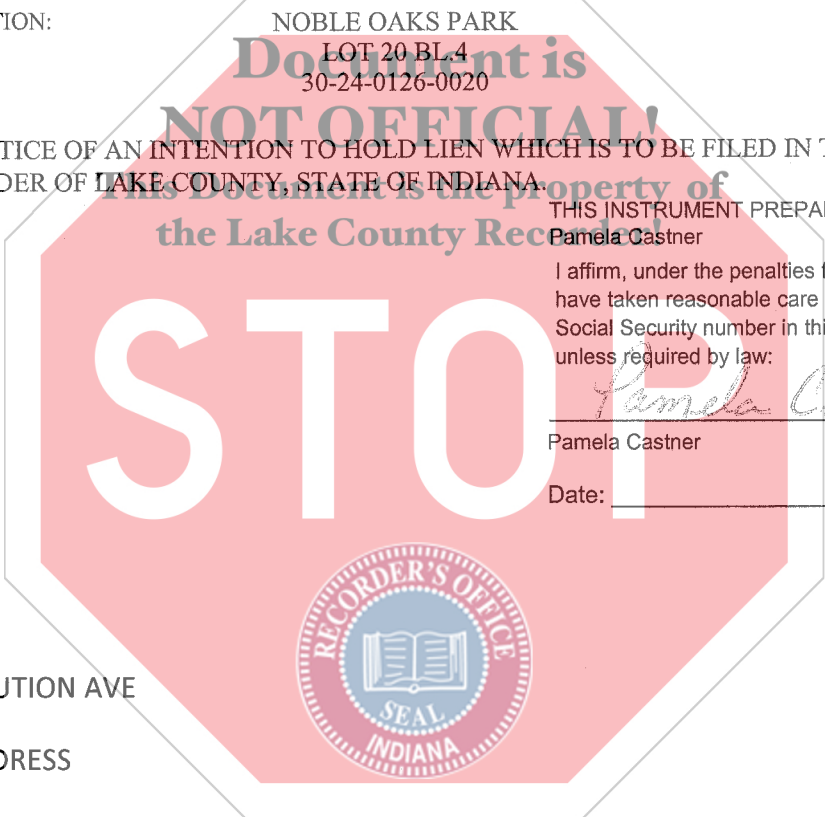 TION:
NOBLE OAKS PARK
LOT 20 BL.4
30-24-0126-0020
Document is
NOT OFFICIAL!
This Document is the property of
the Lake County Recorder!
TICE OF AN INTENTION TO HOLD LIEN WHICH IS TO BE FILED IN T
DER OF LAKE COUNTY, STATE OF INDIANA.
THIS INSTRUMENT PREPA
Pamela Castner
I affirm, under the penalties f
have taken reasonable care
Social Security number in thi
unless required by law:
Pamela C
Pamela Castner
Date:
STOP
RECORDER'S OFFICE
SEAL
INDIANA
UTION AVE
DRESS